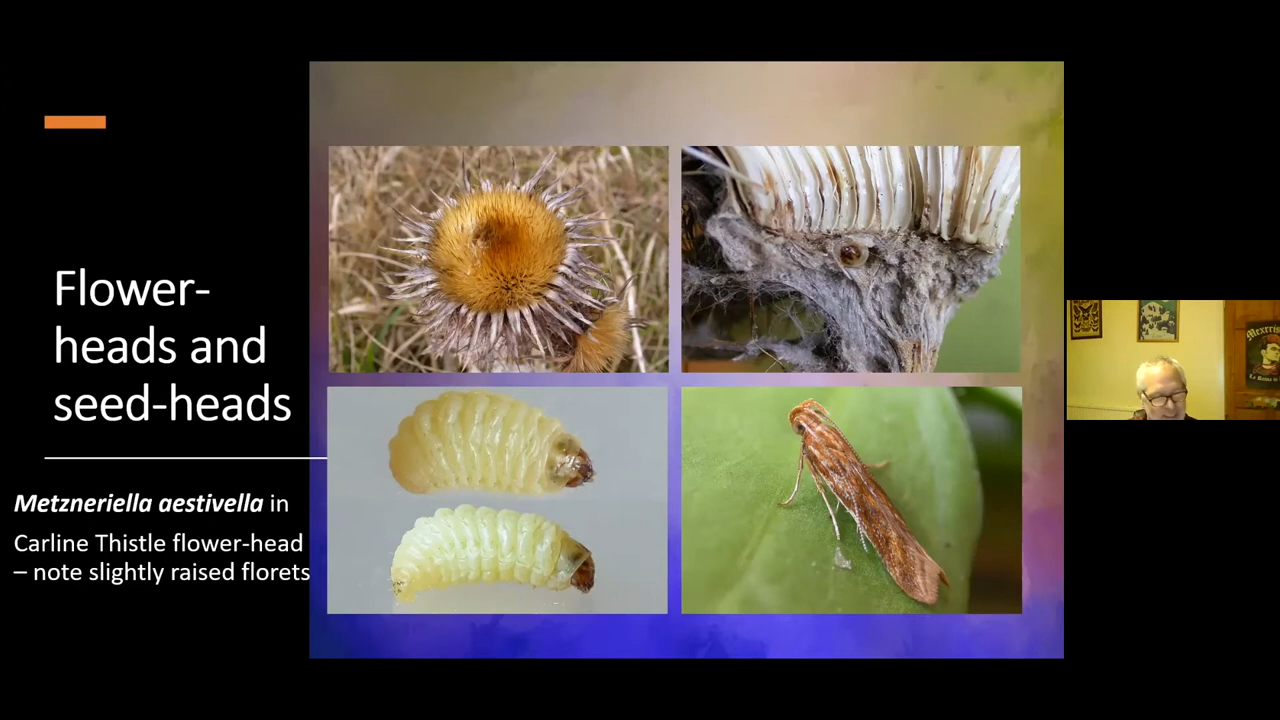 Flower-
heads and
seed-heads
Metzneriella aestivella in
Carline Thistle flower-head
– note slightly raised florets